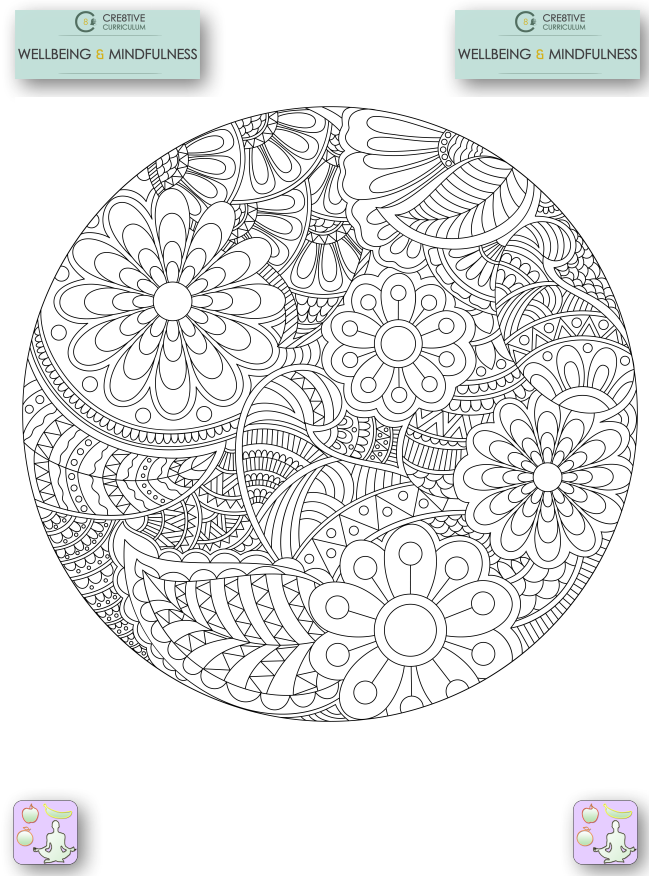 CRE8TIVE
CURRICULUM
WELLBEING & MINDFULNESS
CRE8TIVE
CURRICULUM
WELLBEING & MINDFULNESS